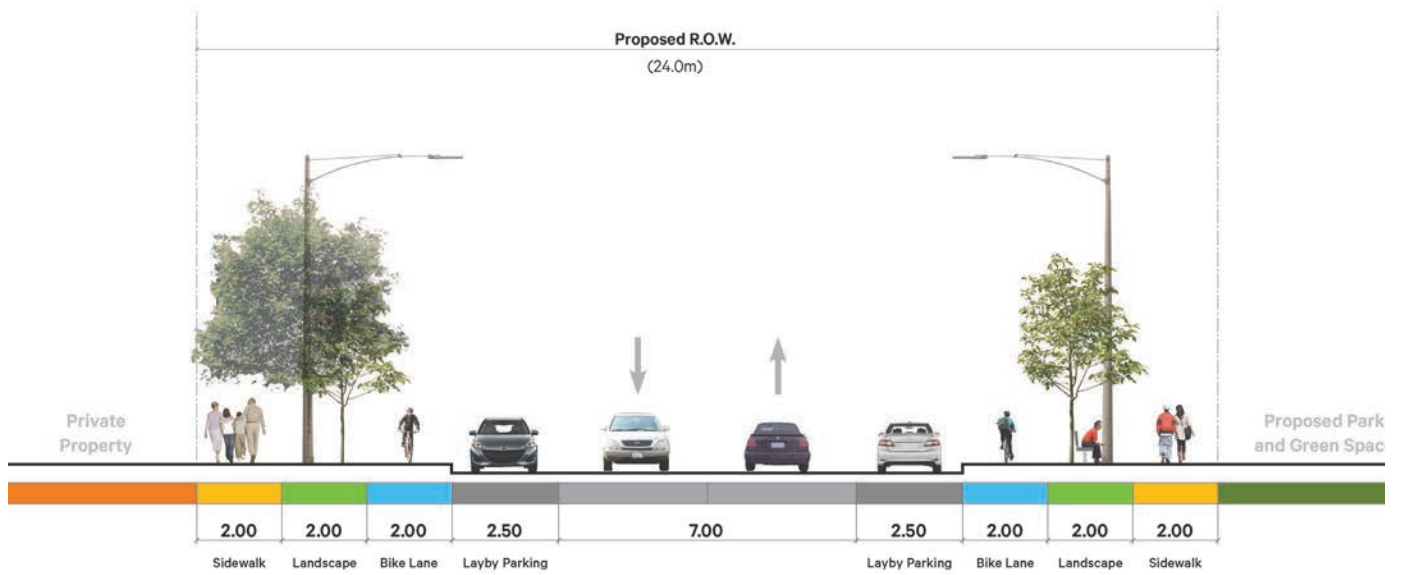 Proposed R.O.W.
(24.0m)
Private
Property
Proposed Park
and Green Spac
2.00
2.00
2.00
2.50
7.00
2.50
2.00
2.00
2.00
Sidewalk
Landscape
Bike Lane
Layby Parking
Layby Parking
Bike Lane
Landscape
Sidewalk